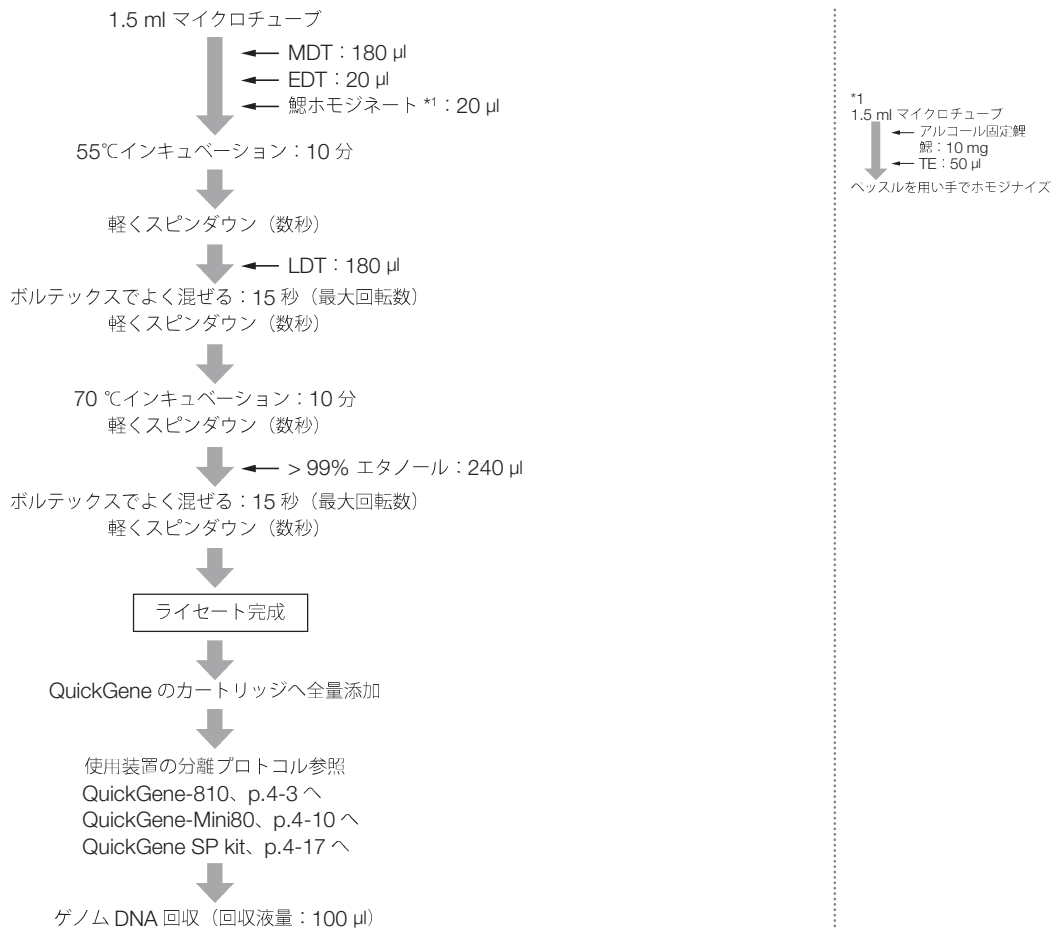 1.5 ml マイクロチューブ
MDT：180 μl
EDT：20 μl
鰓ホモジネート *1：20 μl
55℃インキュベーション：10 分
軽くスピンダウン（数秒）
LDT：180 μl
ボルテックスでよく混ぜる：15 秒（最大回転数）
軽くスピンダウン（数秒）
70 ℃インキュベーション：10 分
軽くスピンダウン（数秒）
> 99% エタノール：240 μl
ボルテックスでよく混ぜる：15 秒（最大回転数）
軽くスピンダウン（数秒）
ライセート完成
QuickGene のカートリッジへ全量添加
使用装置の分離プロトコル参照
QuickGene-810、p.4-3 へ
QuickGene-Mini80、p.4-10 へ
QuickGene SP kit、p.4-17 へ
ゲノム DNA 回収（回収液量：100 μl）
*1
1.5 ml マイクロチューブ
アルコール固定鯉
鰓：10 mg
TE：50 μl
ペッスルを用い手でホモジナイズ